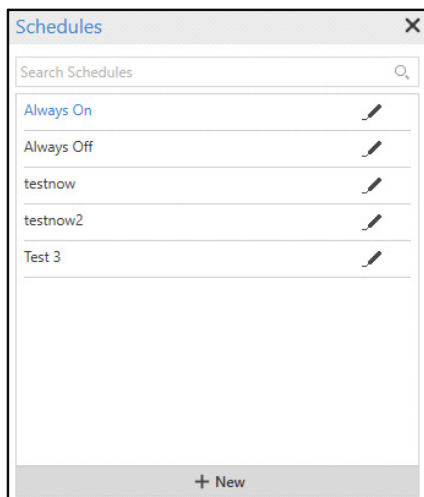 Schedules
Search Schedules
Always On
Always Off
testnow
testnow2
Test 3
+ New